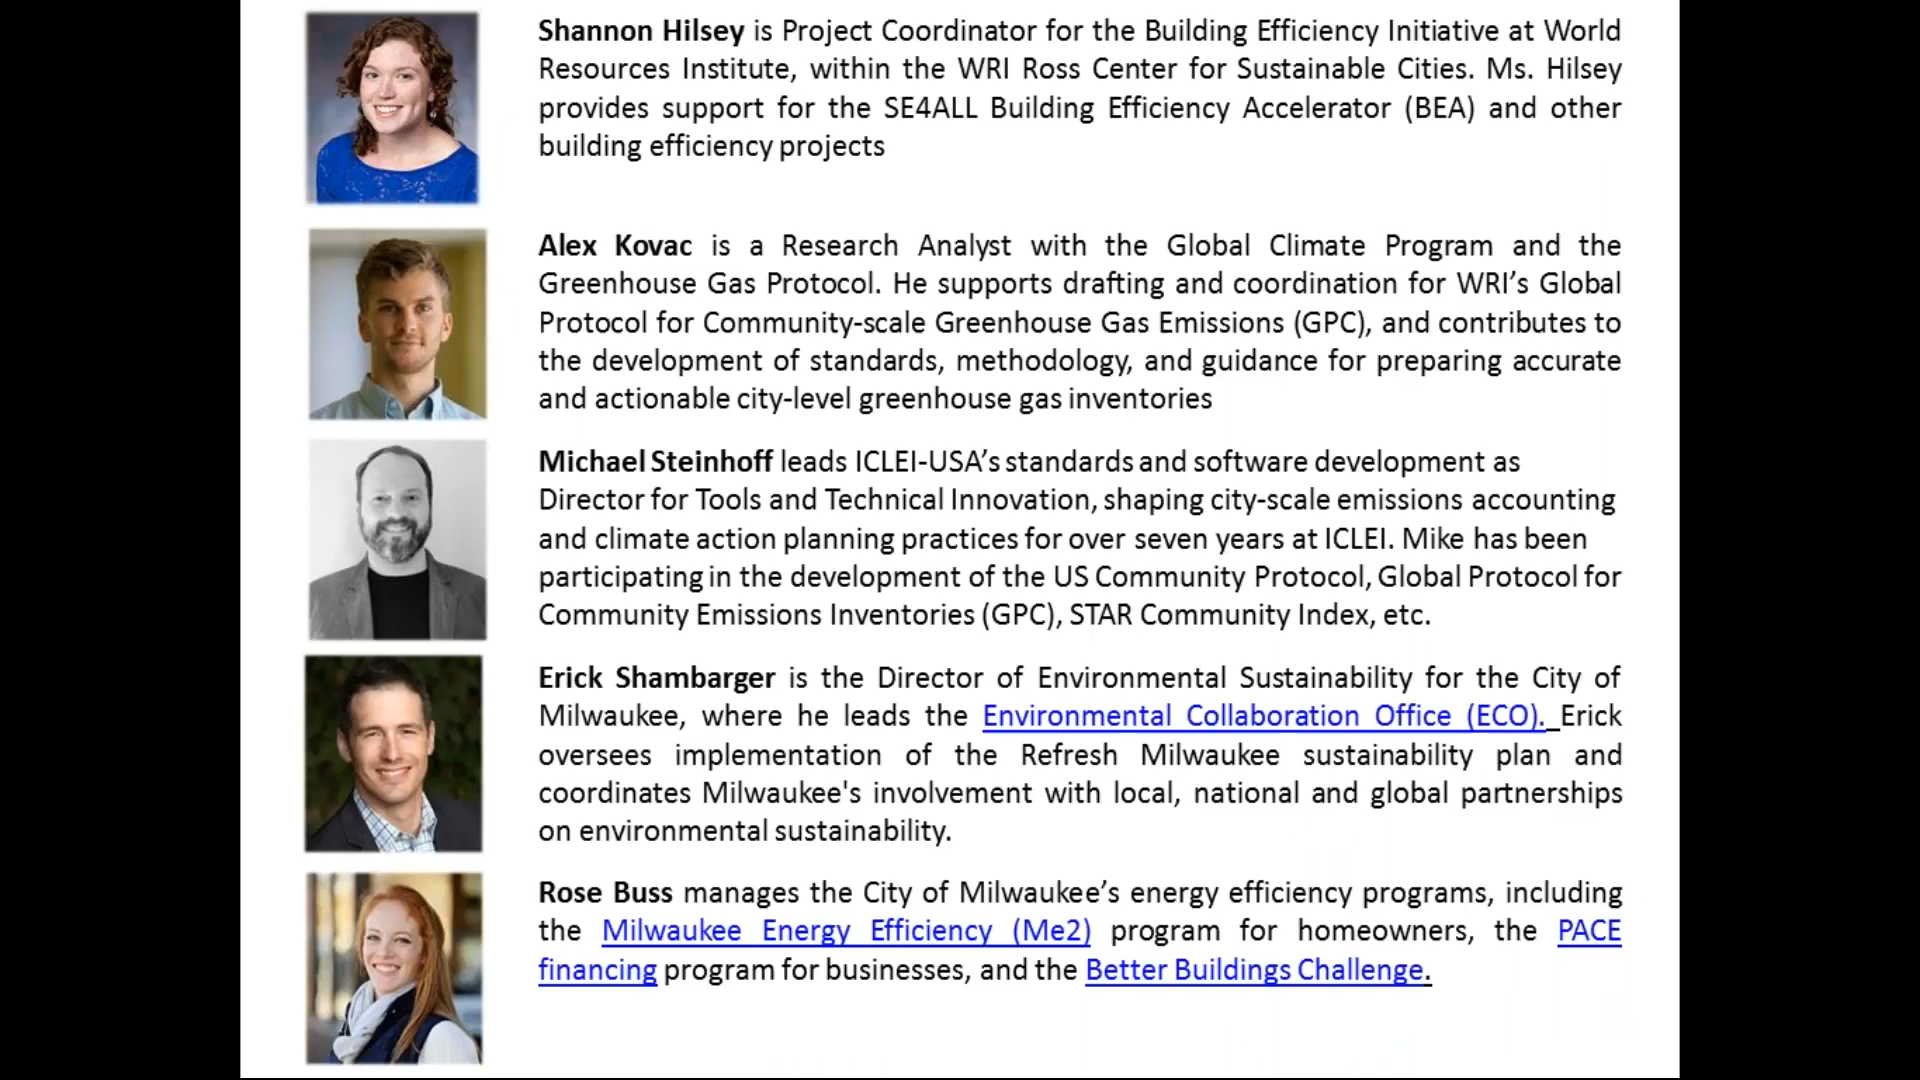 Shannon Hilsey is Project Coordinator for the Building Efficiency Initiative at World
Resources Institute, within the WRI Ross Center for Sustainable Cities. Ms. Hilsey
provides support for the SE4ALL Building Efficiency Accelerator (BEA) and other
building efficiency projects
Alex Kovac is a Research Analyst with the Global Climate Program and the
Greenhouse Gas Protocol. He supports drafting and coordination for WRI’s Global
Protocol for Community-scale Greenhouse Gas Emissions (GPC), and contributes to
the development of standards, methodology, and guidance for preparing accurate
and actionable city-level greenhouse gas inventories
Michael Steinhoff leads ICLEI-USA’s standards and software development as
Director for Tools and Technical Innovation, shaping city-scale emissions accounting
and climate action planning practices for over seven years at ICLEI. Mike has been
participating in the development of the US Community Protocol, Global Protocol for
Community Emissions Inventories (GPC), STAR Community Index, etc.
Erick Shambarger is the Director of Environmental Sustainability for the City of
Milwaukee, where he leads the Environmental Collaboration Office (ECO). Erick
oversees implementation of the Refresh Milwaukee sustainability plan and
coordinates Milwaukee's involvement with local, national and global partnerships
on environmental sustainability.
Rose Buss manages the City of Milwaukee’s energy efficiency programs, including
the Milwaukee Energy Efficiency (Me2) program for homeowners, the PACE
financing program for businesses, and the Better Buildings Challenge.